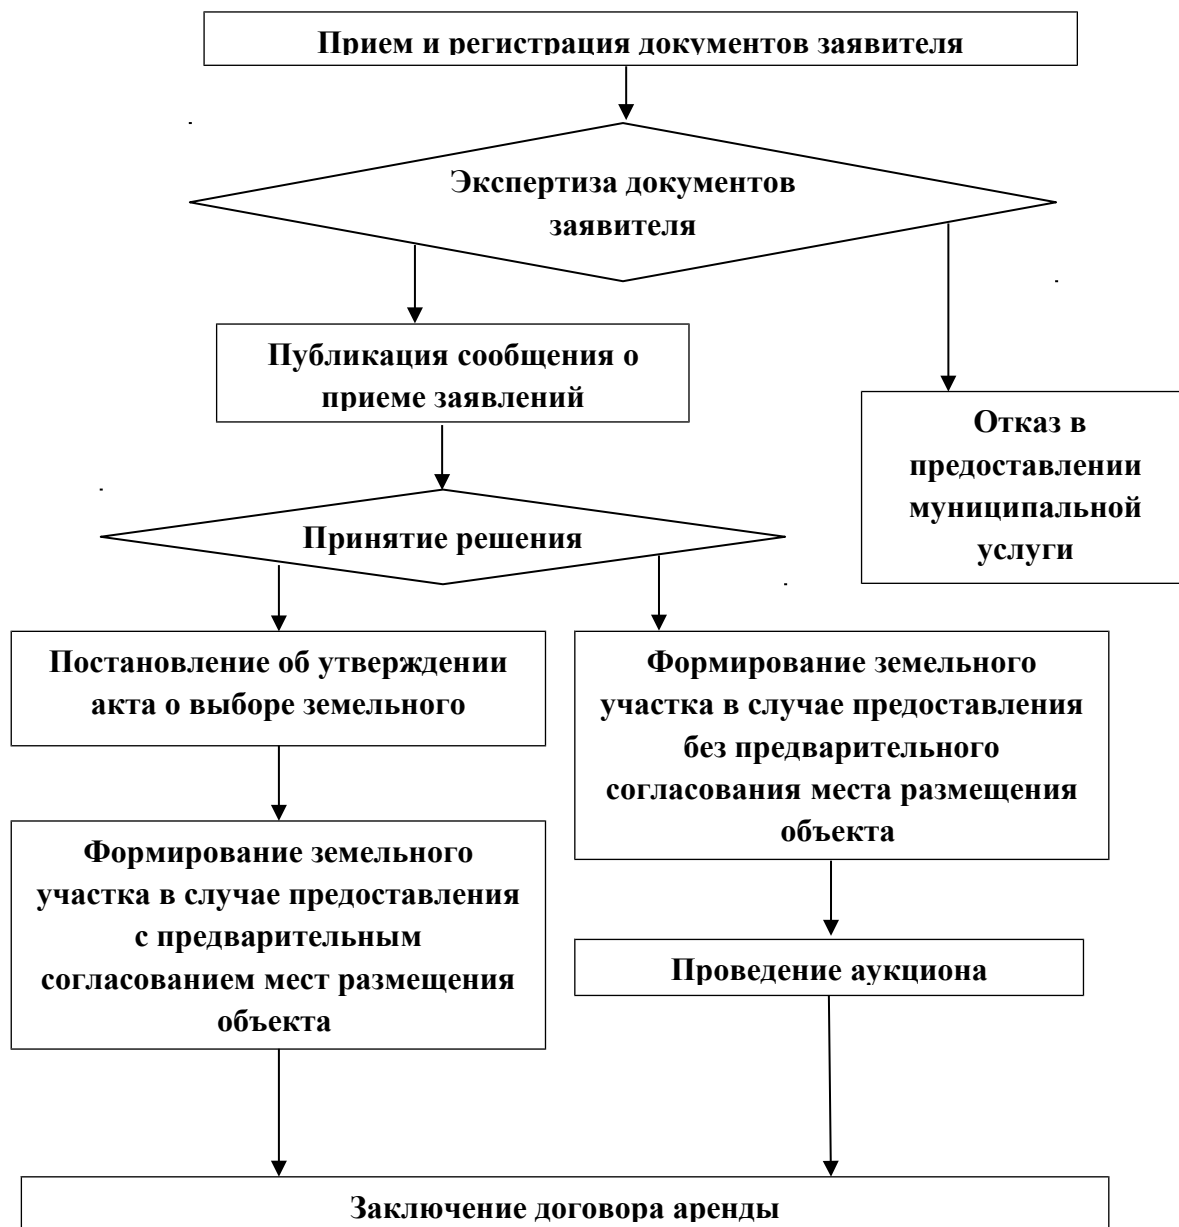 Прием и регистрация документов заявителя
Экспертиза документов
заявителя
Публикация сообщения о
приеме заявлений
Отказ в
предоставлении
муниципальной
услуги
Принятие решения
Постановление об утверждении
акта о выборе земельного
Формирование земельного
участка в случае предоставления
без предварительного
согласования места размещения
объекта
Формирование земельного
участка в случае предоставления
с предварительным
согласованием мест размещения
объекта
Проведение аукциона
Заключение договора аренды